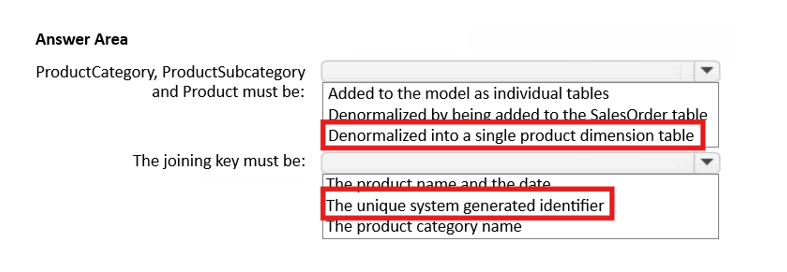 Answer Area
ProductCategory, ProductSubcategory
and Product must be:
Added to the model as individual tables
Denormalized by being added to the SalesOrder table
Denormalized into a single product dimension table
The joining key must be:
The product name and the date
The unique system generated identifier
The product category name